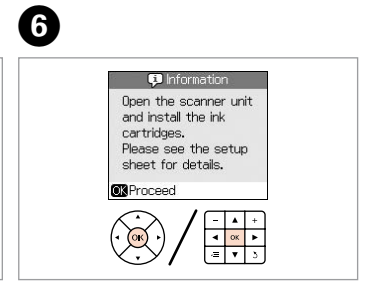 6
Information
Open the scanner unit
and install the ink
cartridges.
Please see the setup
sheet for details.
OK Proceed
OK
- +
OK